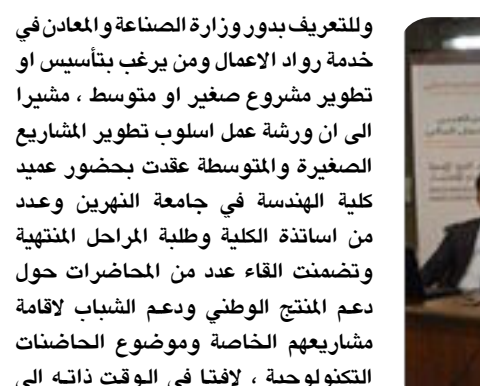 وللتعريف بدور وزارة الصناعة والمعادن في
خدمة رواد الاعمال ومن يرغب بتأسيس او
تطوير مشروع صغير او متوسط ، مشيرا
الى ان ورشة عمل اسلوب تطوير المشاريع
الصغيرة والمتوسطة عقدت بحضور عميد
كلية الهندسة في جامعة النهرين وعدد
من اساتذة الكلية وطلبة المراحل المنتهية
وتضمنت القاء عدد من المحاضرات حول
دعم المنتج الوطني ودعم الشباب لاقامة
مشاريعهم الخاصة وموضوع الحاضنات
التكنولوجية ، لافتا في الوقت ذاته الى